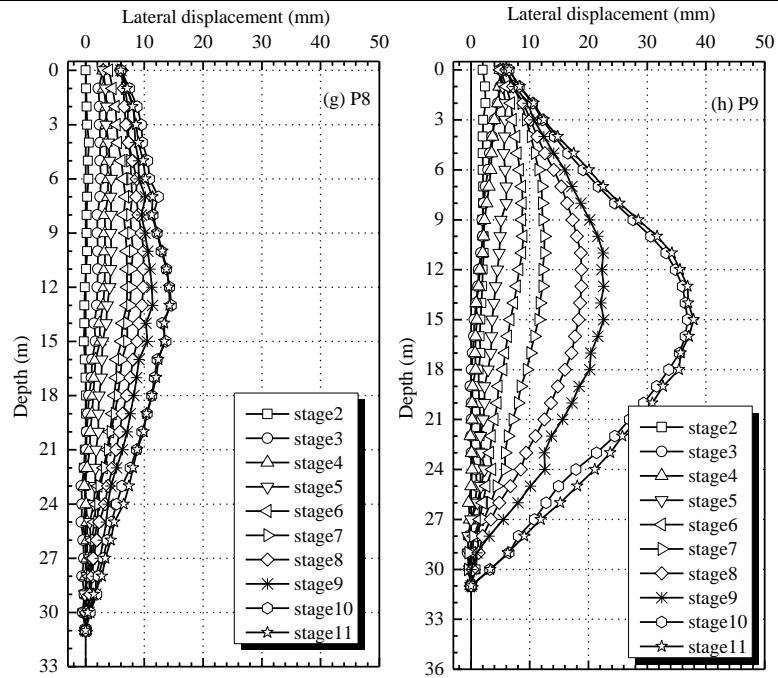 Lateral displacement (mm)
0 10 20 30 40 50
0
3
6
9
12
15
18
21
24
27
30
33
Depth (m)
(g) P8
stage2
stage3
stage4
stage5
stage6
stage7
stage8
stage9
stage10
stage11
Lateral displacement (mm)
0 10 20 30 40 50
0
3
6
9
12
15
18
21
24
27
30
33
36
Depth (m)
(h) P9
stage2
stage3
stage4
stage5
stage6
stage7
stage8
stage9
stage10
stage11